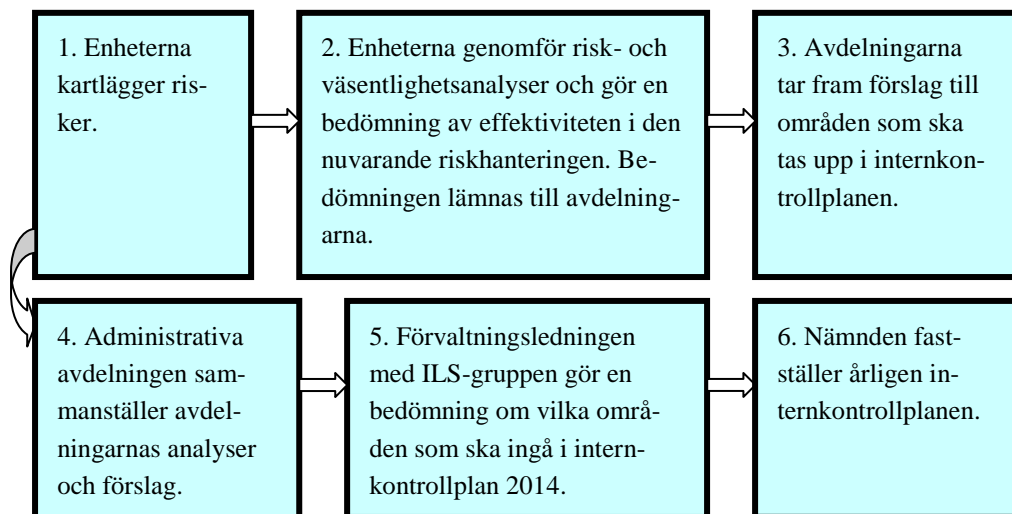 1. Enheterna
kartlägger ris-
ker.
2. Enheterna genomför risk- och
väsentlighetsanalyser och gör en
bedömning av effektiviteten i den
nuvarande riskhanteringen. Be-
dömningen lämnas till avdelning-
arna.
3. Avdelningarna
tar fram förslag till
områden som ska
tas upp i internkon-
trollplanen.
4. Administrativa
avdelningen sam-
manställer avdel-
ningarnas analyser
och förslag.
5. Förvaltningsledningen
med ILS-gruppen gör en
bedömning om vilka områ-
den som ska ingå i intern-
kontrollplan 2014.
6. Nämnden fast-
ställer årligen in-
ternkontrollplanen.